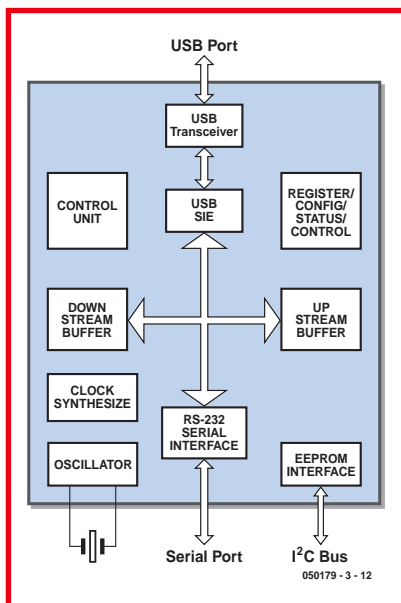 USB Port
USB
Transceiver
CONTROL
UNIT
USB
SIE
REGISTER/
CONFIG/
STATUS/
CONTROL
DOWN
STREAM
BUFFER
UP
STREAM
BUFFER
CLOCK
SYNTHESIZE
RS-232
SERIAL
INTERFACE
OSCILLATOR
EEPROM
INTERFACE
Serial Port
I²C Bus
050179 - 3 - 12